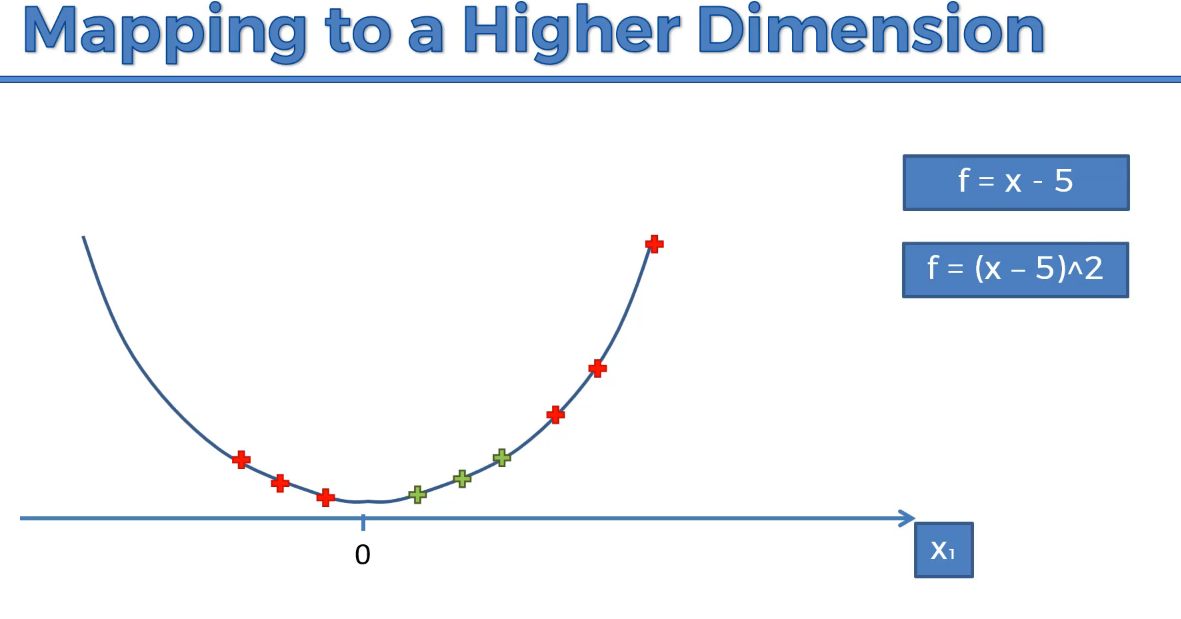 Mapping to a Higher Dimension
f = x - 5
f = (x – 5)^2
0
x₁